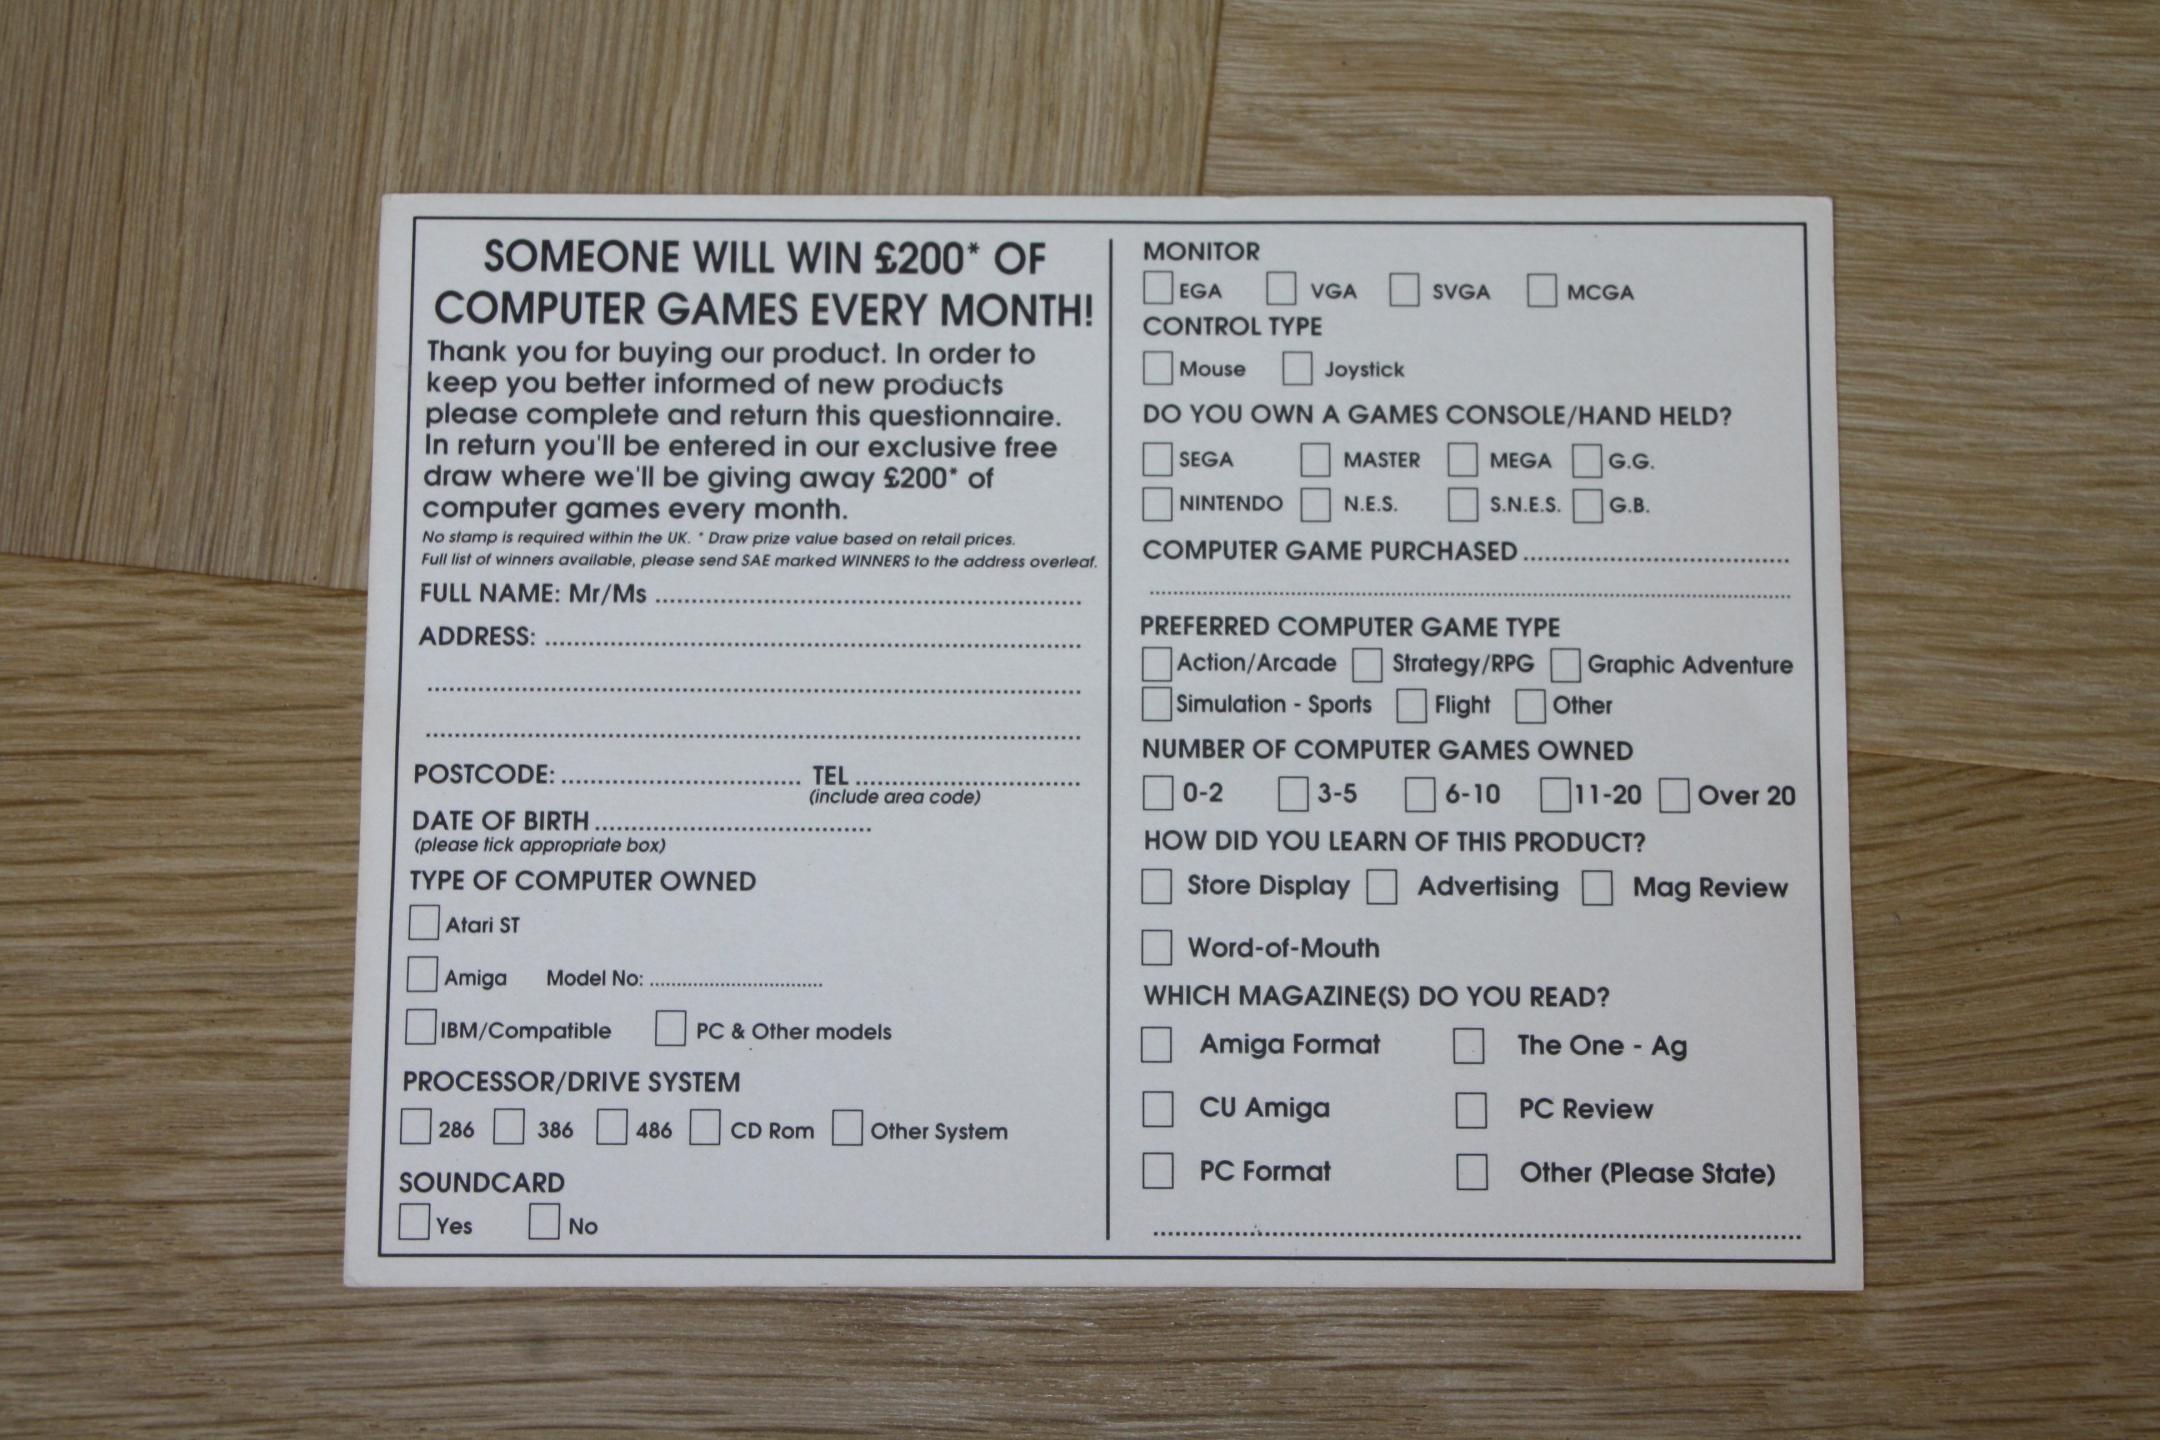 SOMEONE WILL WIN £200* OF
COMPUTER GAMES EVERY MONTH!
Thank you for buying our product. In order to
keep you better informed of new products
please complete and return this questionnaire.
In return you'll be entered in our exclusive free
draw where we'll be giving away £200* of
computer games every month.
No stamp is required within the UK. * Draw prize value based on retail prices.
Full list of winners available, please send SAE marked WINNERS to the address overleaf.
FULL NAME: Mr/Ms
ADDRESS:
POSTCODE: TEL
(include area code)
DATE OF BIRTH
(please tick appropriate box)
TYPE OF COMPUTER OWNED
Atari ST
Amiga Model No:
IBM/Compatible PC & Other models
PROCESSOR/DRIVE SYSTEM
286 386 486 CD Rom Other System
SOUNDCARD
Yes No
MONITOR
EGA VGA SVGA MCGA
CONTROL TYPE
Mouse Joystick
DO YOU OWN A GAMES CONSOLE/HAND HELD?
SEGA MASTER MEGA G.G.
NINTENDO N.E.S. S.N.E.S. G.B.
COMPUTER GAME PURCHASED
PREFERRED COMPUTER GAME TYPE
Action/Arcade Strategy/RPG Graphic Adventure
Simulation - Sports Flight Other
NUMBER OF COMPUTER GAMES OWNED
0-2 3-5 6-10 11-20 Over 20
HOW DID YOU LEARN OF THIS PRODUCT?
Store Display Advertising Mag Review
Word-of-Mouth
WHICH MAGAZINE(S) DO YOU READ?
Amiga Format The One - Ag
CU Amiga PC Review
PC Format Other (Please State)